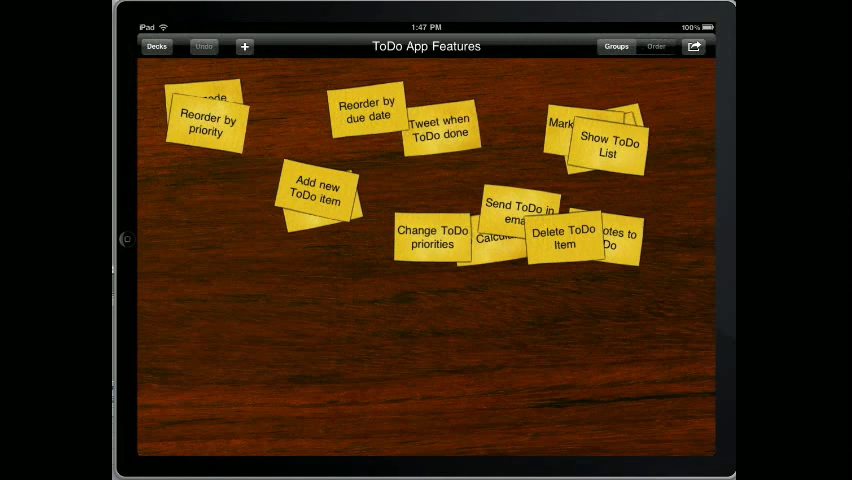 iPad
1:47 PM
100%
Decks
Undo
+
ToDo App Features
Groups
Order
Reorder by
priority
Reorder by
due date
Tweet when
ToDo done
Mark
Show ToDo
List
Add new
ToDo item
Change ToDo
priorities
Send ToDo in
Delete ToDo
Item